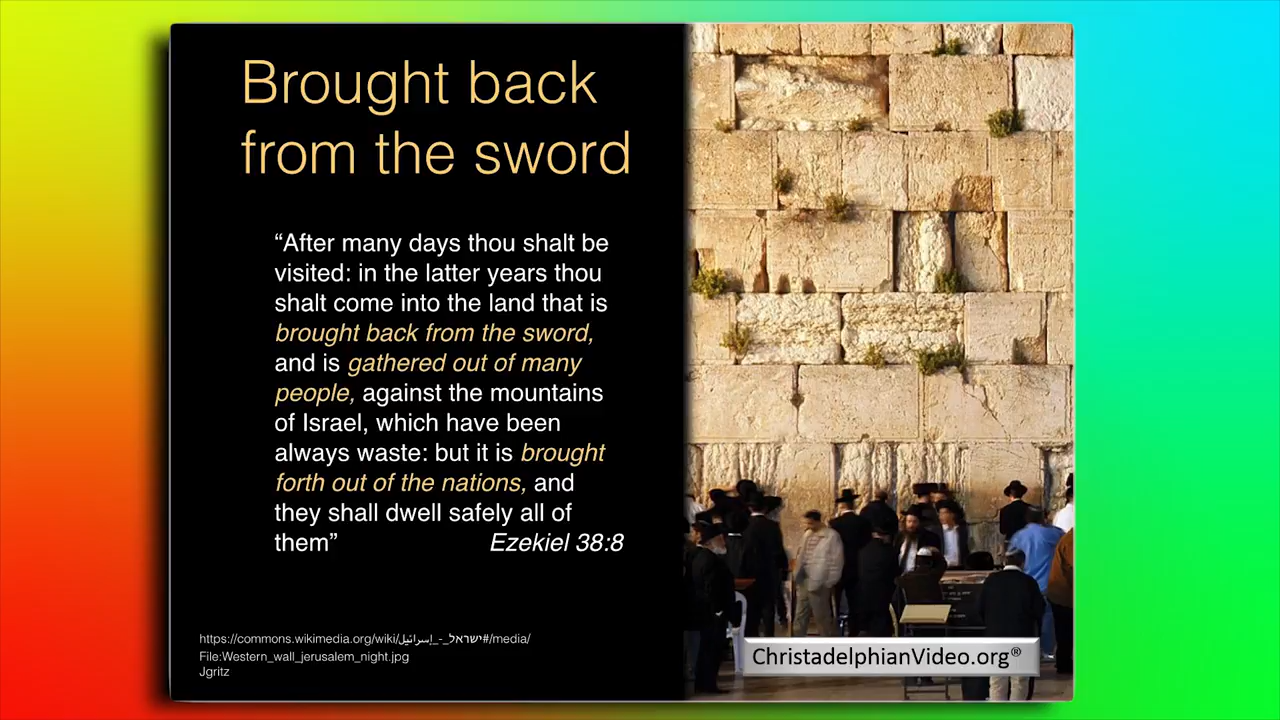 Brought back
from the sword
“After many days thou shalt be
visited: in the latter years thou
shalt come into the land that is
brought back from the sword,
and is gathered out of many
people, against the mountains
of Israel, which have been
always waste: but it is brought
forth out of the nations, and
they shall dwell safely all of
them” Ezekiel 38:8
https://commons.wikimedia.org/wiki/إسرائيل_-_ישראל#/media/
File:Western_wall_jerusalem_night.jpg
Jgritz
ChristadelphianVideo.org®